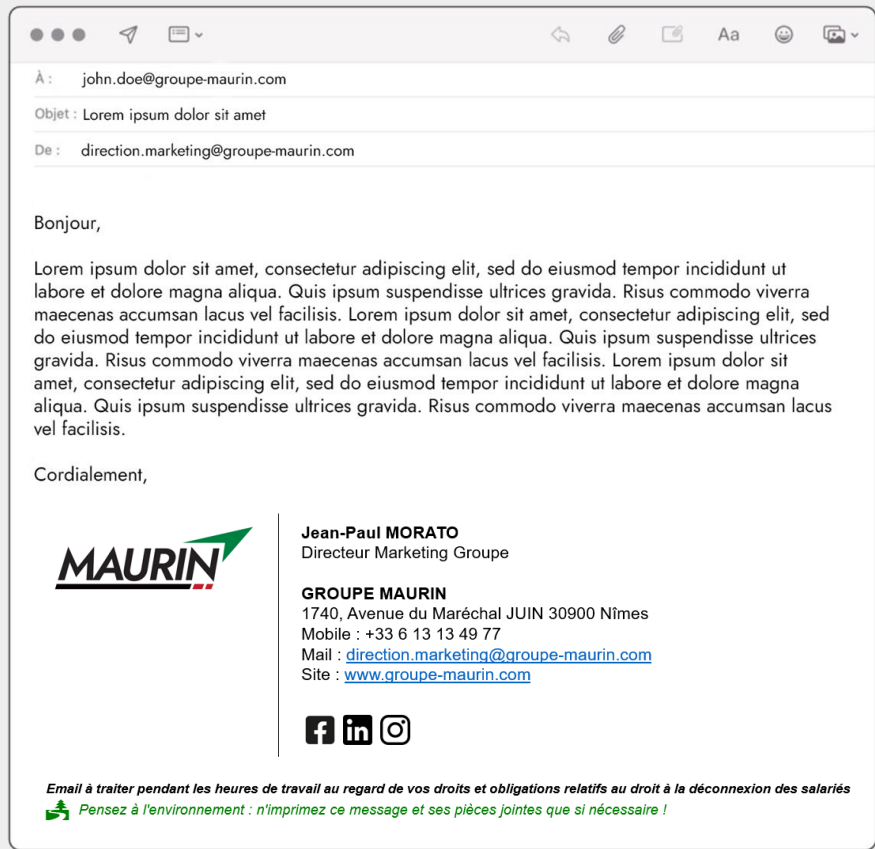 Aa
À : john.doe@groupe-maurin.com
Objet : Lorem ipsum dolor sit amet
De : direction.marketing@groupe-maurin.com
Bonjour,
Lorem ipsum dolor sit amet, consectetur adipiscing elit, sed do eiusmod tempor incididunt ut
labore et dolore magna aliqua. Quis ipsum suspendisse ultrices gravida. Risus commodo viverra
maecenas accumsan lacus vel facilisis. Lorem ipsum dolor sit amet, consectetur adipiscing elit, sed
do eiusmod tempor incididunt ut labore et dolore magna aliqua. Quis ipsum suspendisse ultrices
gravida. Risus commodo viverra maecenas accumsan lacus vel facilisis. Lorem ipsum dolor sit
amet, consectetur adipiscing elit, sed do eiusmod tempor incididunt ut labore et dolore magna
aliqua. Quis ipsum suspendisse ultrices gravida. Risus commodo viverra maecenas accumsan lacus
vel facilisis.
Cordialement,
MAURIN
Jean-Paul MORATO
Directeur Marketing Groupe
GROUPE MAURIN
1740, Avenue du Maréchal JUIN 30900 Nîmes
Mobile : +33 6 13 13 49 77
Mail : direction.marketing@groupe-maurin.com
Site : www.groupe-maurin.com
Email à traiter pendant les heures de travail au regard de vos droits et obligations relatifs au droit à la déconnexion des salariés
Pensez à l'environnement : n'imprimez ce message et ses pièces jointes que si nécessaire !